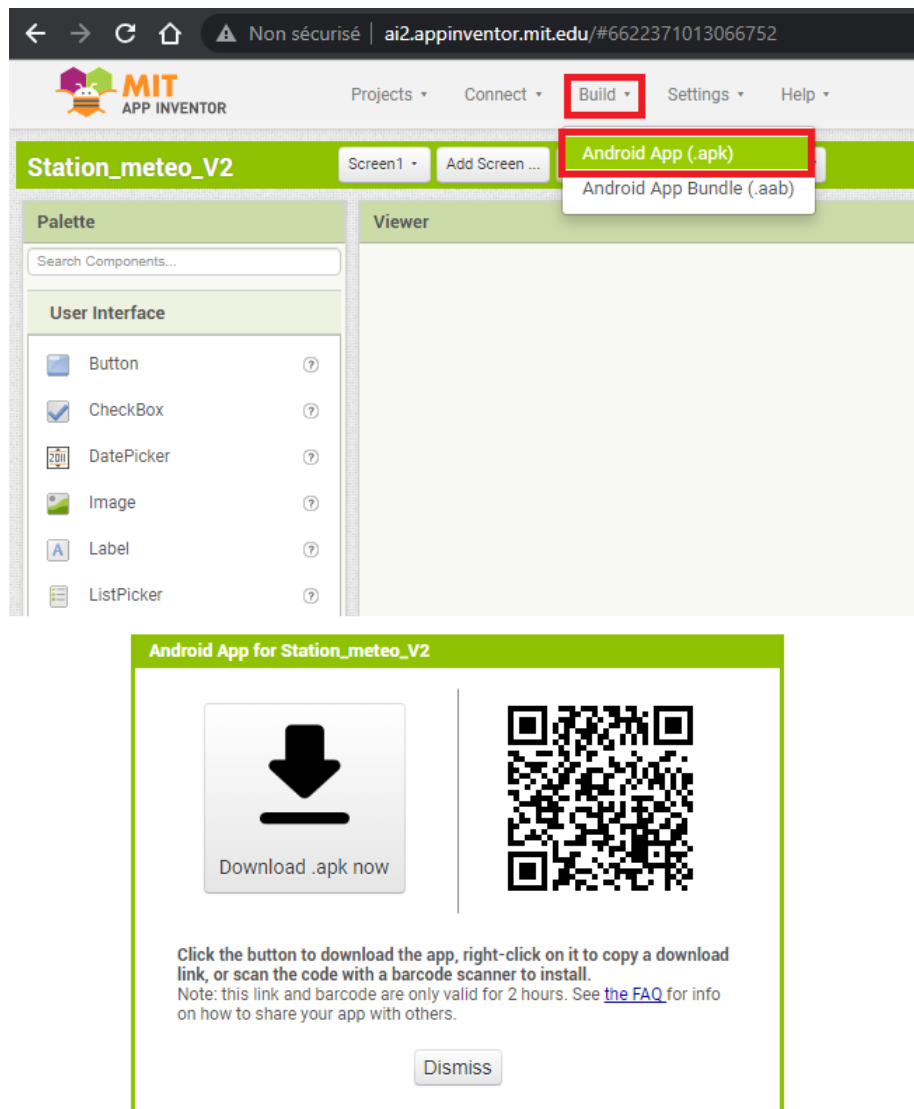 Non sécurisé | ai2.appinventor.mit.edu/#6622371013066752
MIT
APP INVENTOR
Projects Connect Build Settings Help
Station_meteo_V2
Screen1 Add Screen ...
Android App (.apk)
Android App Bundle (.aab)
Palette
Viewer
Search Components...
User Interface
Button ?
CheckBox ?
2011 DatePicker ?
Image ?
A Label ?
ListPicker ?
Android App for Station_meteo_V2
Download .apk now
Click the button to download the app, right-click on it to copy a download
link, or scan the code with a barcode scanner to install.
Note: this link and barcode are only valid for 2 hours. See the FAQ for info
on how to share your app with others.
Dismiss